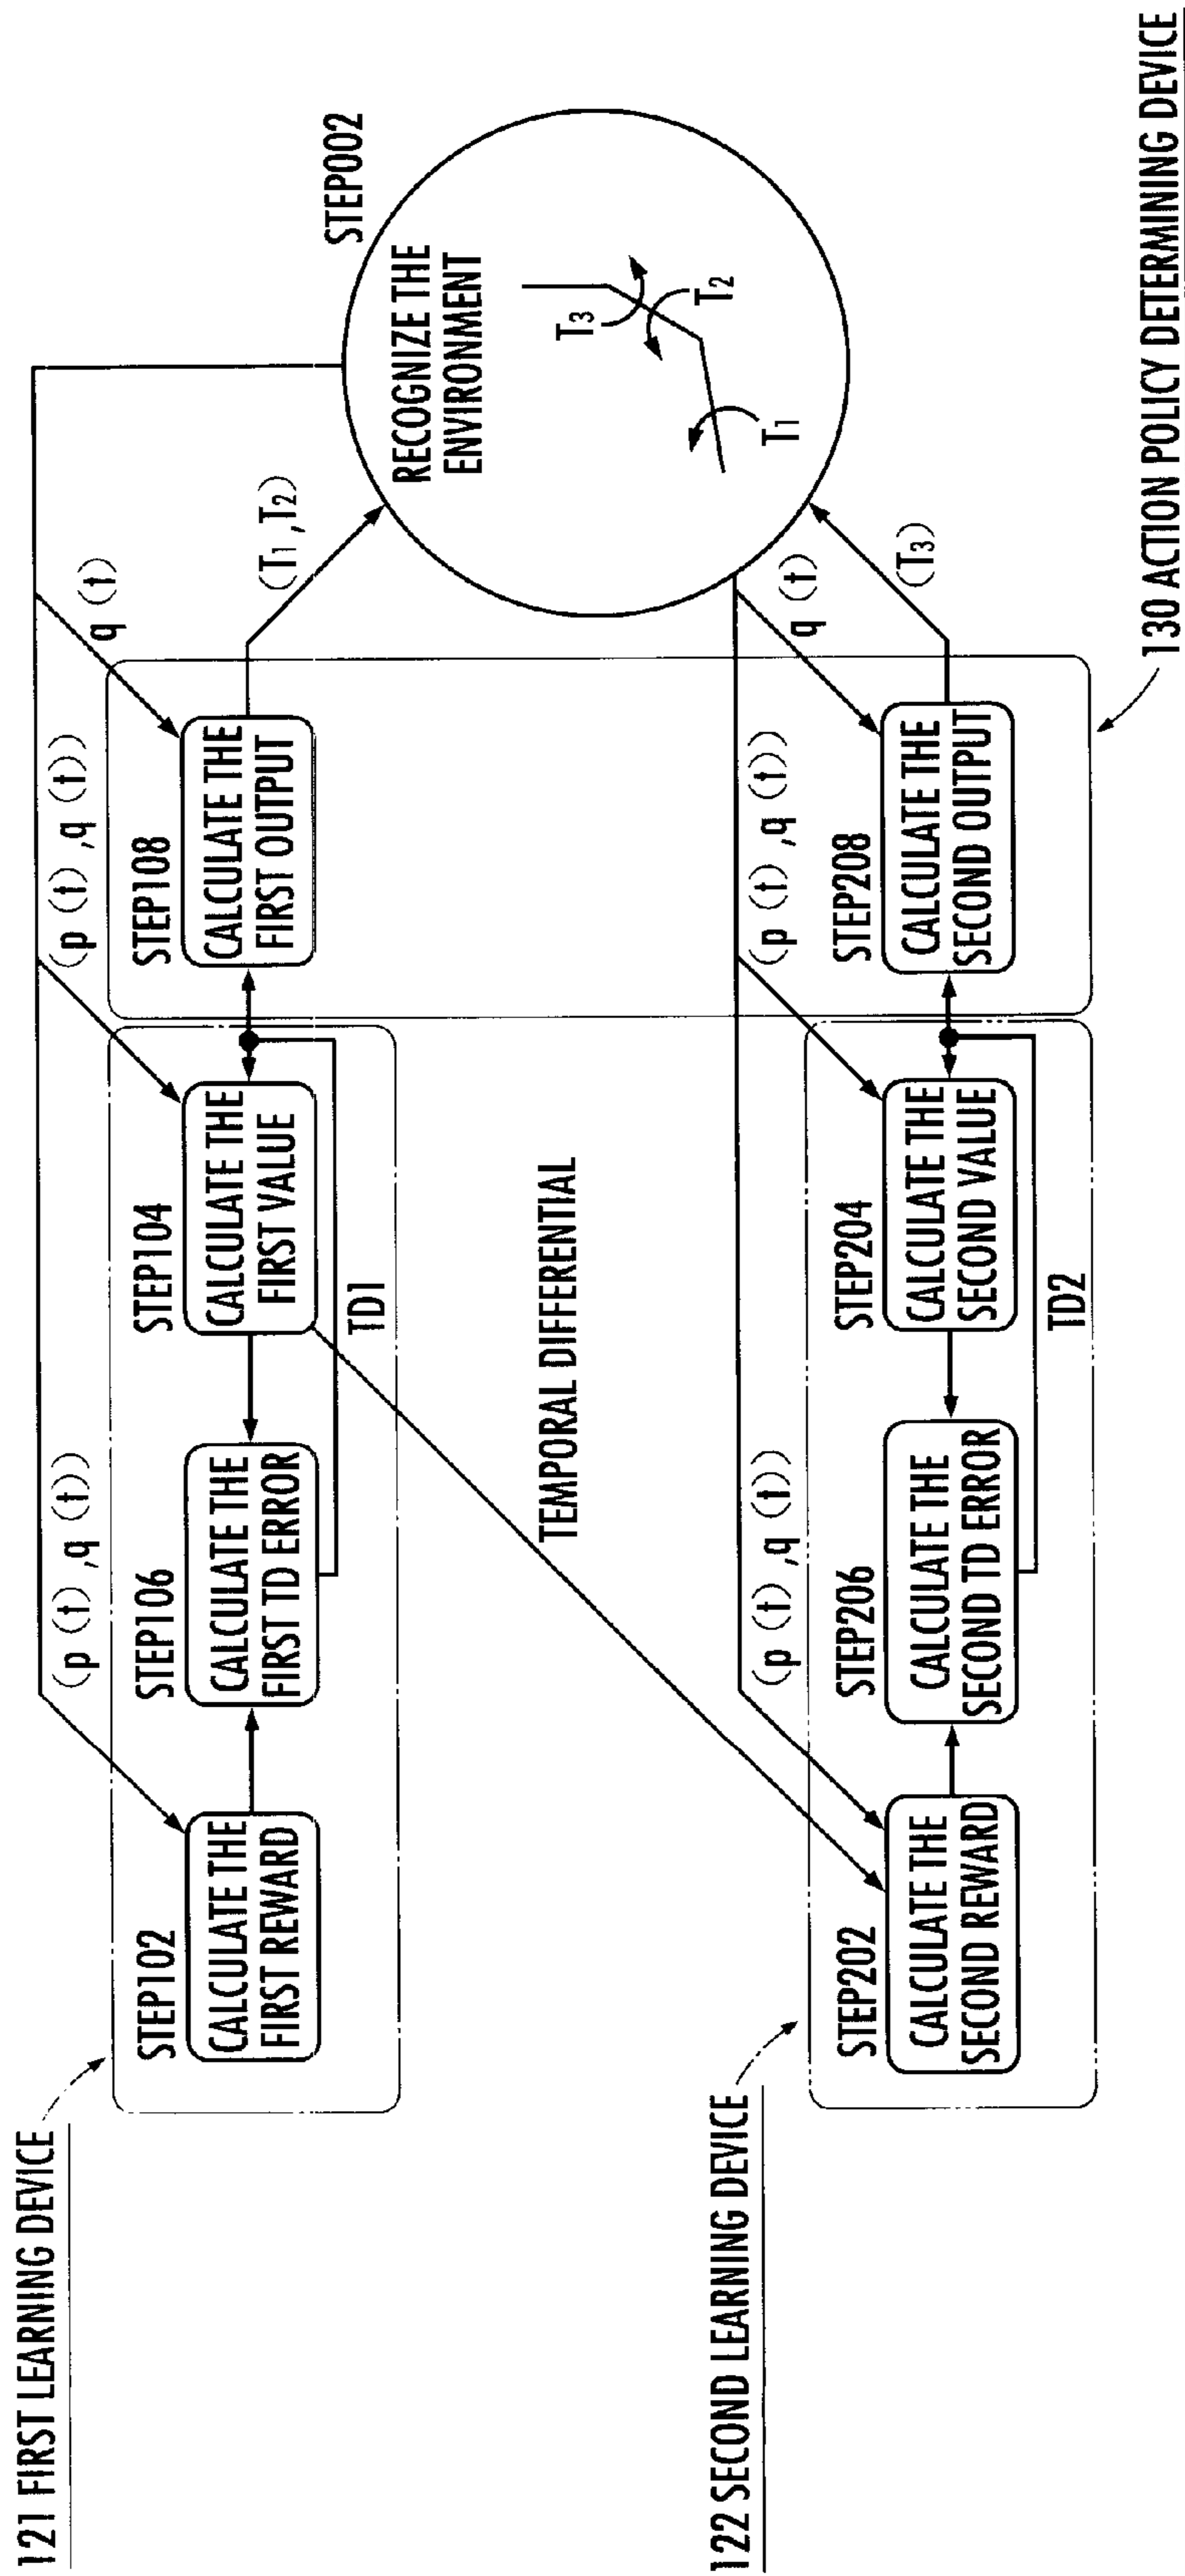 121 FIRST LEARNING DEVICE
STEP102
CALCULATE THE
FIRST REWARD
(p (t) ,q (t))
STEP106
CALCULATE THE
FIRST TD ERROR
TD1
STEP104
CALCULATE THE
FIRST VALUE
(p (t) ,q (t))
STEP108
CALCULATE THE
FIRST OUTPUT
q (t)
(T1 ,T2)
STEP002
RECOGNIZE THE
ENVIRONMENT
T3
T2
T1
TEMPORAL DIFFERENTIAL
122 SECOND LEARNING DEVICE
STEP202
CALCULATE THE
SECOND REWARD
(p (t) ,q (t))
STEP206
CALCULATE THE
SECOND TD ERROR
TD2
STEP204
CALCULATE THE
SECOND VALUE
(p (t) ,q (t))
STEP208
CALCULATE THE
SECOND OUTPUT
q (t)
(T3)
130 ACTION POLICY DETERMINING DEVICE